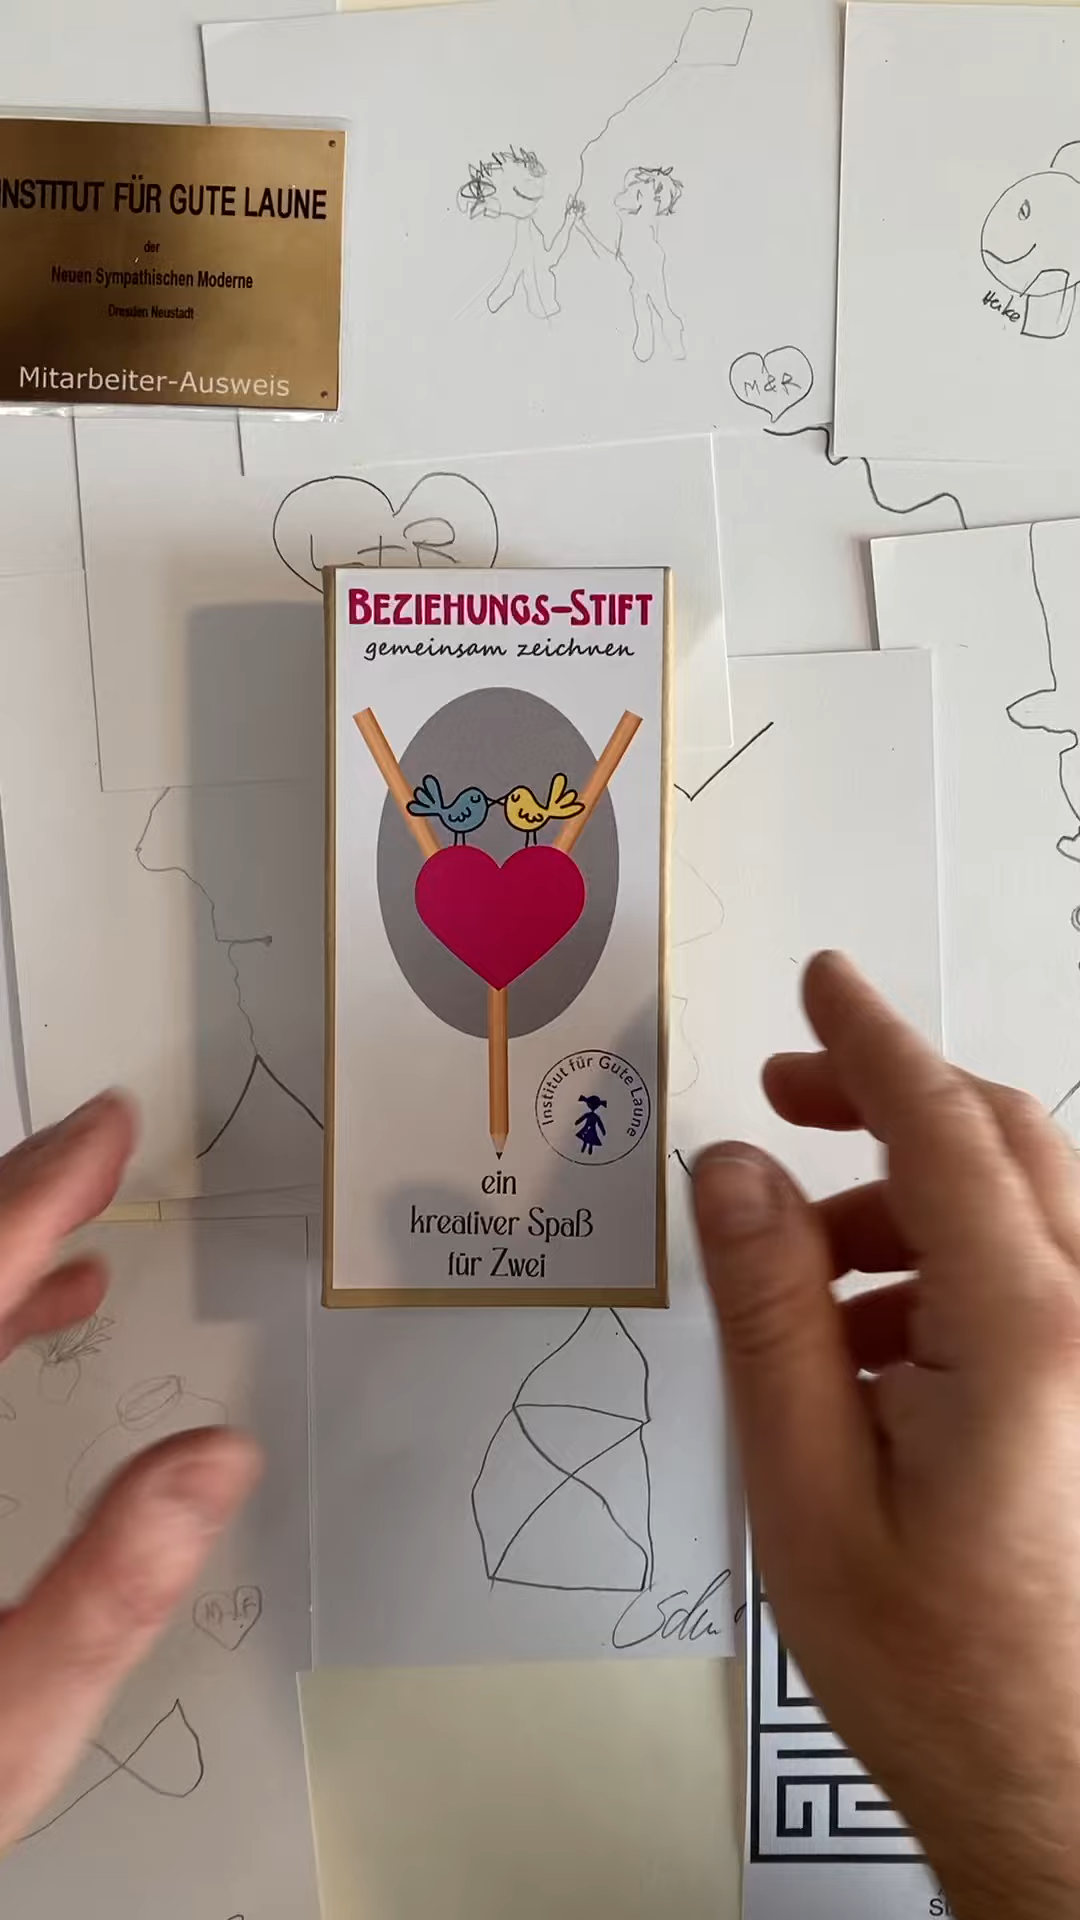 INSTITUT FÜR GUTE LAUNE
der
Neuen Sympathischen Moderne
Dresden Neustadt
Mitarbeiter-Ausweis
Heike
M & R
L + R
BEZIEHUNGS-STIFT
gemeinsam zeichnen
Institut für Gute Laune
ein
kreativer Spaß
für Zwei